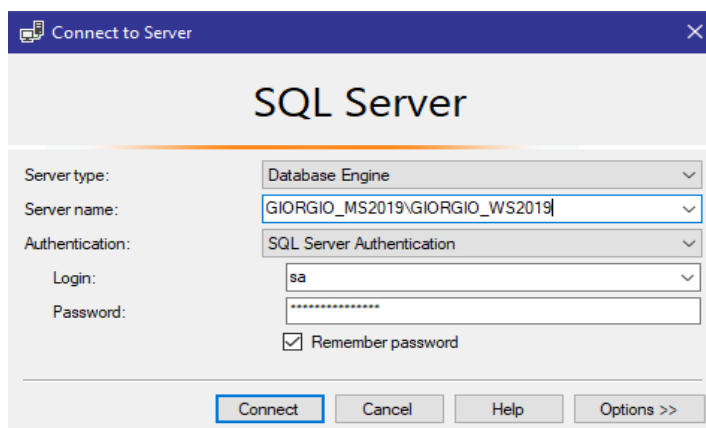 Connect to Server
SQL Server
Server type: Database Engine
Server name: GIORGIO_MS2019\GIORGIO_WS2019
Authentication: SQL Server Authentication
Login: sa
Password: ***************
Remember password
Connect Cancel Help Options >>